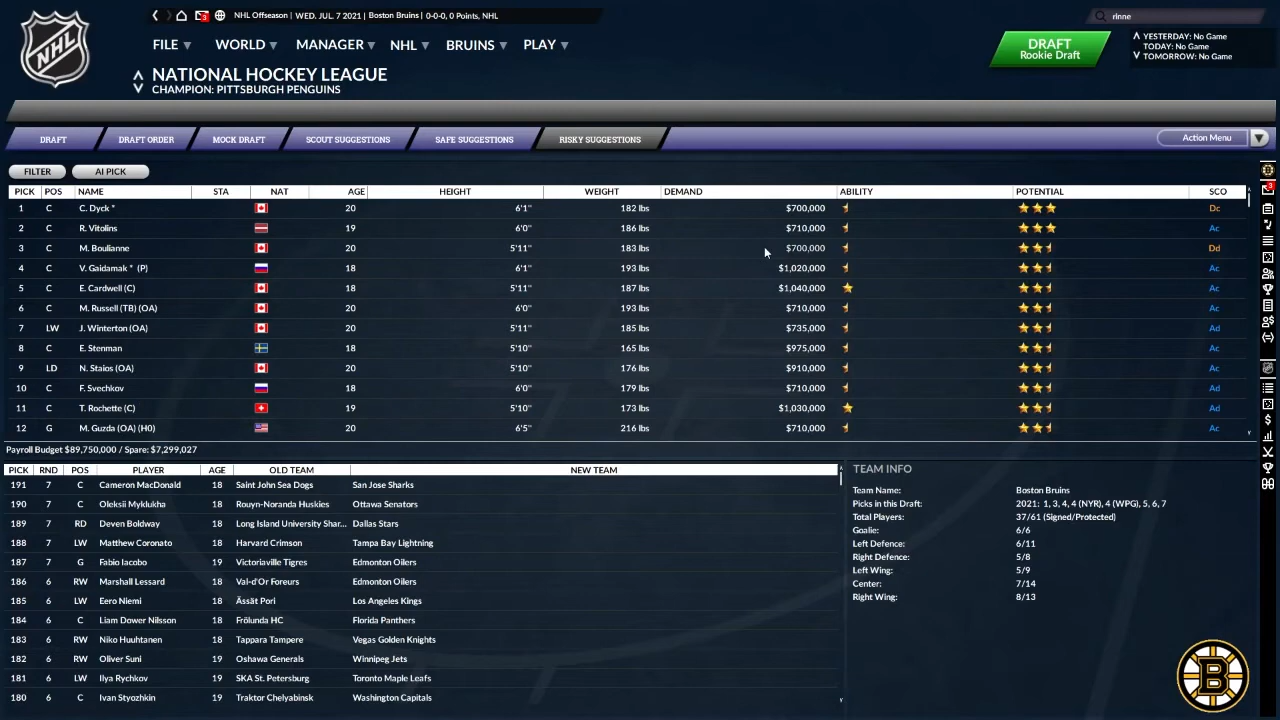 NHL Offseason | WED. JUL. 7 2021 | Boston Bruins | 0-0-0, 0 Points, NHL
rinne
NHL
FILE WORLD MANAGER NHL BRUINS PLAY
DRAFT
Rookie Draft
YESTERDAY: No Game
TODAY: No Game
TOMORROW: No Game
NATIONAL HOCKEY LEAGUE
CHAMPION: PITTSBURGH PENGUINS
DRAFT DRAFT ORDER MOCK DRAFT SCOUT SUGGESTIONS SAFE SUGGESTIONS RISKY SUGGESTIONS Action Menu
FILTER AI PICK
PICK POS NAME STA NAT AGE HEIGHT WEIGHT DEMAND ABILITY POTENTIAL SCO
1 C C. Dyck * 20 6'1" 182 lbs $700,000 Dc
2 C R. Vitolins 19 6'0" 186 lbs $710,000 Ac
3 C M. Boulianne 20 5'11" 183 lbs $700,000 Dd
4 C V. Gaidamak * (P) 18 6'1" 193 lbs $1,020,000 Ac
5 C E. Cardwell (C) 18 5'11" 187 lbs $1,040,000 Ac
6 C M. Russell (TB) (OA) 20 6'0" 193 lbs $710,000 Ac
7 LW J. Winterton (OA) 20 5'11" 185 lbs $735,000 Ad
8 C E. Stenman 18 5'10" 165 lbs $975,000 Ac
9 LD N. Staios (OA) 20 5'10" 176 lbs $910,000 Ac
10 C F. Svechkov 18 6'0" 179 lbs $710,000 Ad
11 C T. Rochette (C) 19 5'10" 173 lbs $1,030,000 Ad
12 G M. Guzda (OA) (H0) 20 6'5" 216 lbs $710,000 Ac
Payroll Budget $89,750,000 / Spare: $7,299,027
PICK RND POS PLAYER AGE OLD TEAM NEW TEAM
191 7 C Cameron MacDonald 18 Saint John Sea Dogs San Jose Sharks
190 7 C Oleksii Myklukha 18 Rouyn-Noranda Huskies Ottawa Senators
189 7 RD Deven Boldway 18 Long Island University Shar... Dallas Stars
188 7 LW Matthew Coronato 18 Harvard Crimson Tampa Bay Lightning
187 7 G Fabio Iacobo 19 Victoriaville Tigres Edmonton Oilers
186 6 RW Marshall Lessard 18 Val-d'Or Foreurs Edmonton Oilers
185 6 LW Eero Niemi 18 Ässät Pori Los Angeles Kings
184 6 C Liam Dower Nilsson 18 Frölunda HC Florida Panthers
183 6 RW Niko Huuhtanen 18 Tappara Tampere Vegas Golden Knights
182 6 RW Oliver Suni 19 Oshawa Generals Winnipeg Jets
181 6 LW Ilya Rychkov 19 SKA St. Petersburg Toronto Maple Leafs
180 6 C Ivan Styozhkin 19 Traktor Chelyabinsk Washington Capitals
TEAM INFO
Team Name: Boston Bruins
Picks in this Draft: 2021: 1, 3, 4, 4 (NYR), 4 (WPG), 5, 6, 7
Total Players: 37/61 (Signed/Protected)
Goalie: 6/6
Left Defence: 6/11
Right Defence: 5/8
Left Wing: 5/9
Center: 7/14
Right Wing: 8/13
B